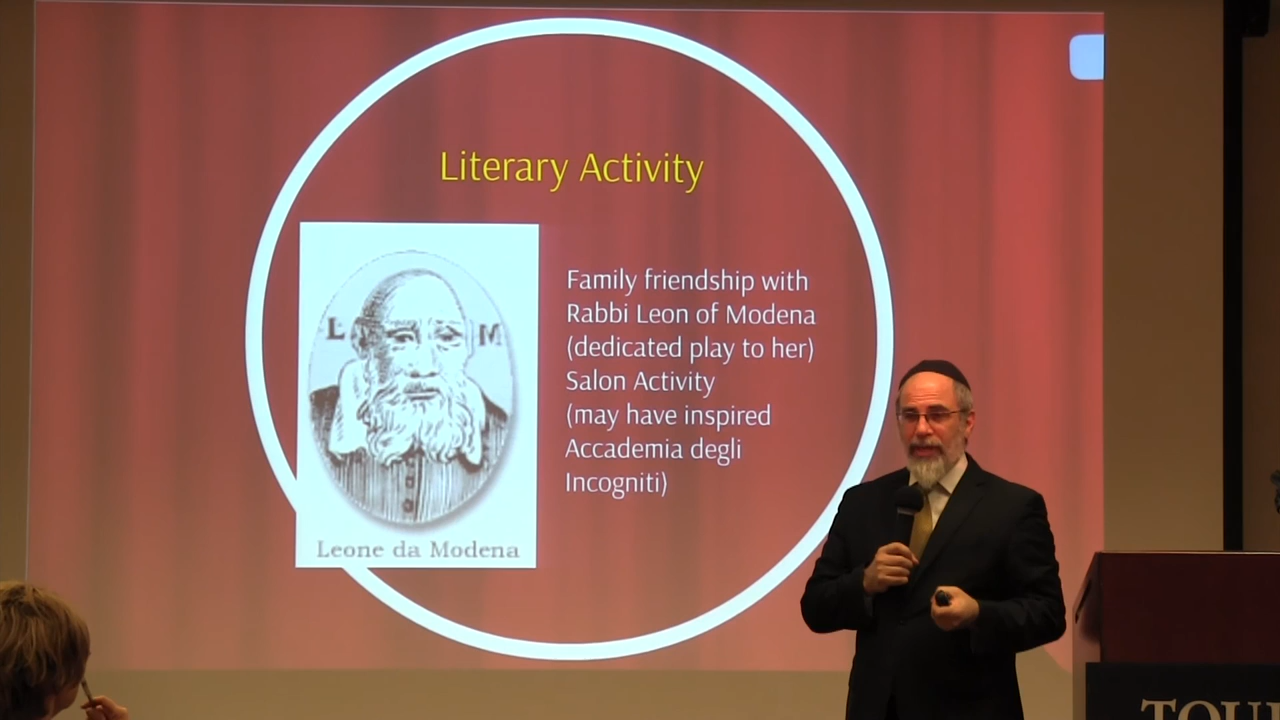 Literary Activity
L M
Family friendship with
Rabbi Leon of Modena
(dedicated play to her)
Salon Activity
(may have inspired
Accademia degli
Incogniti)
Leone da Modena